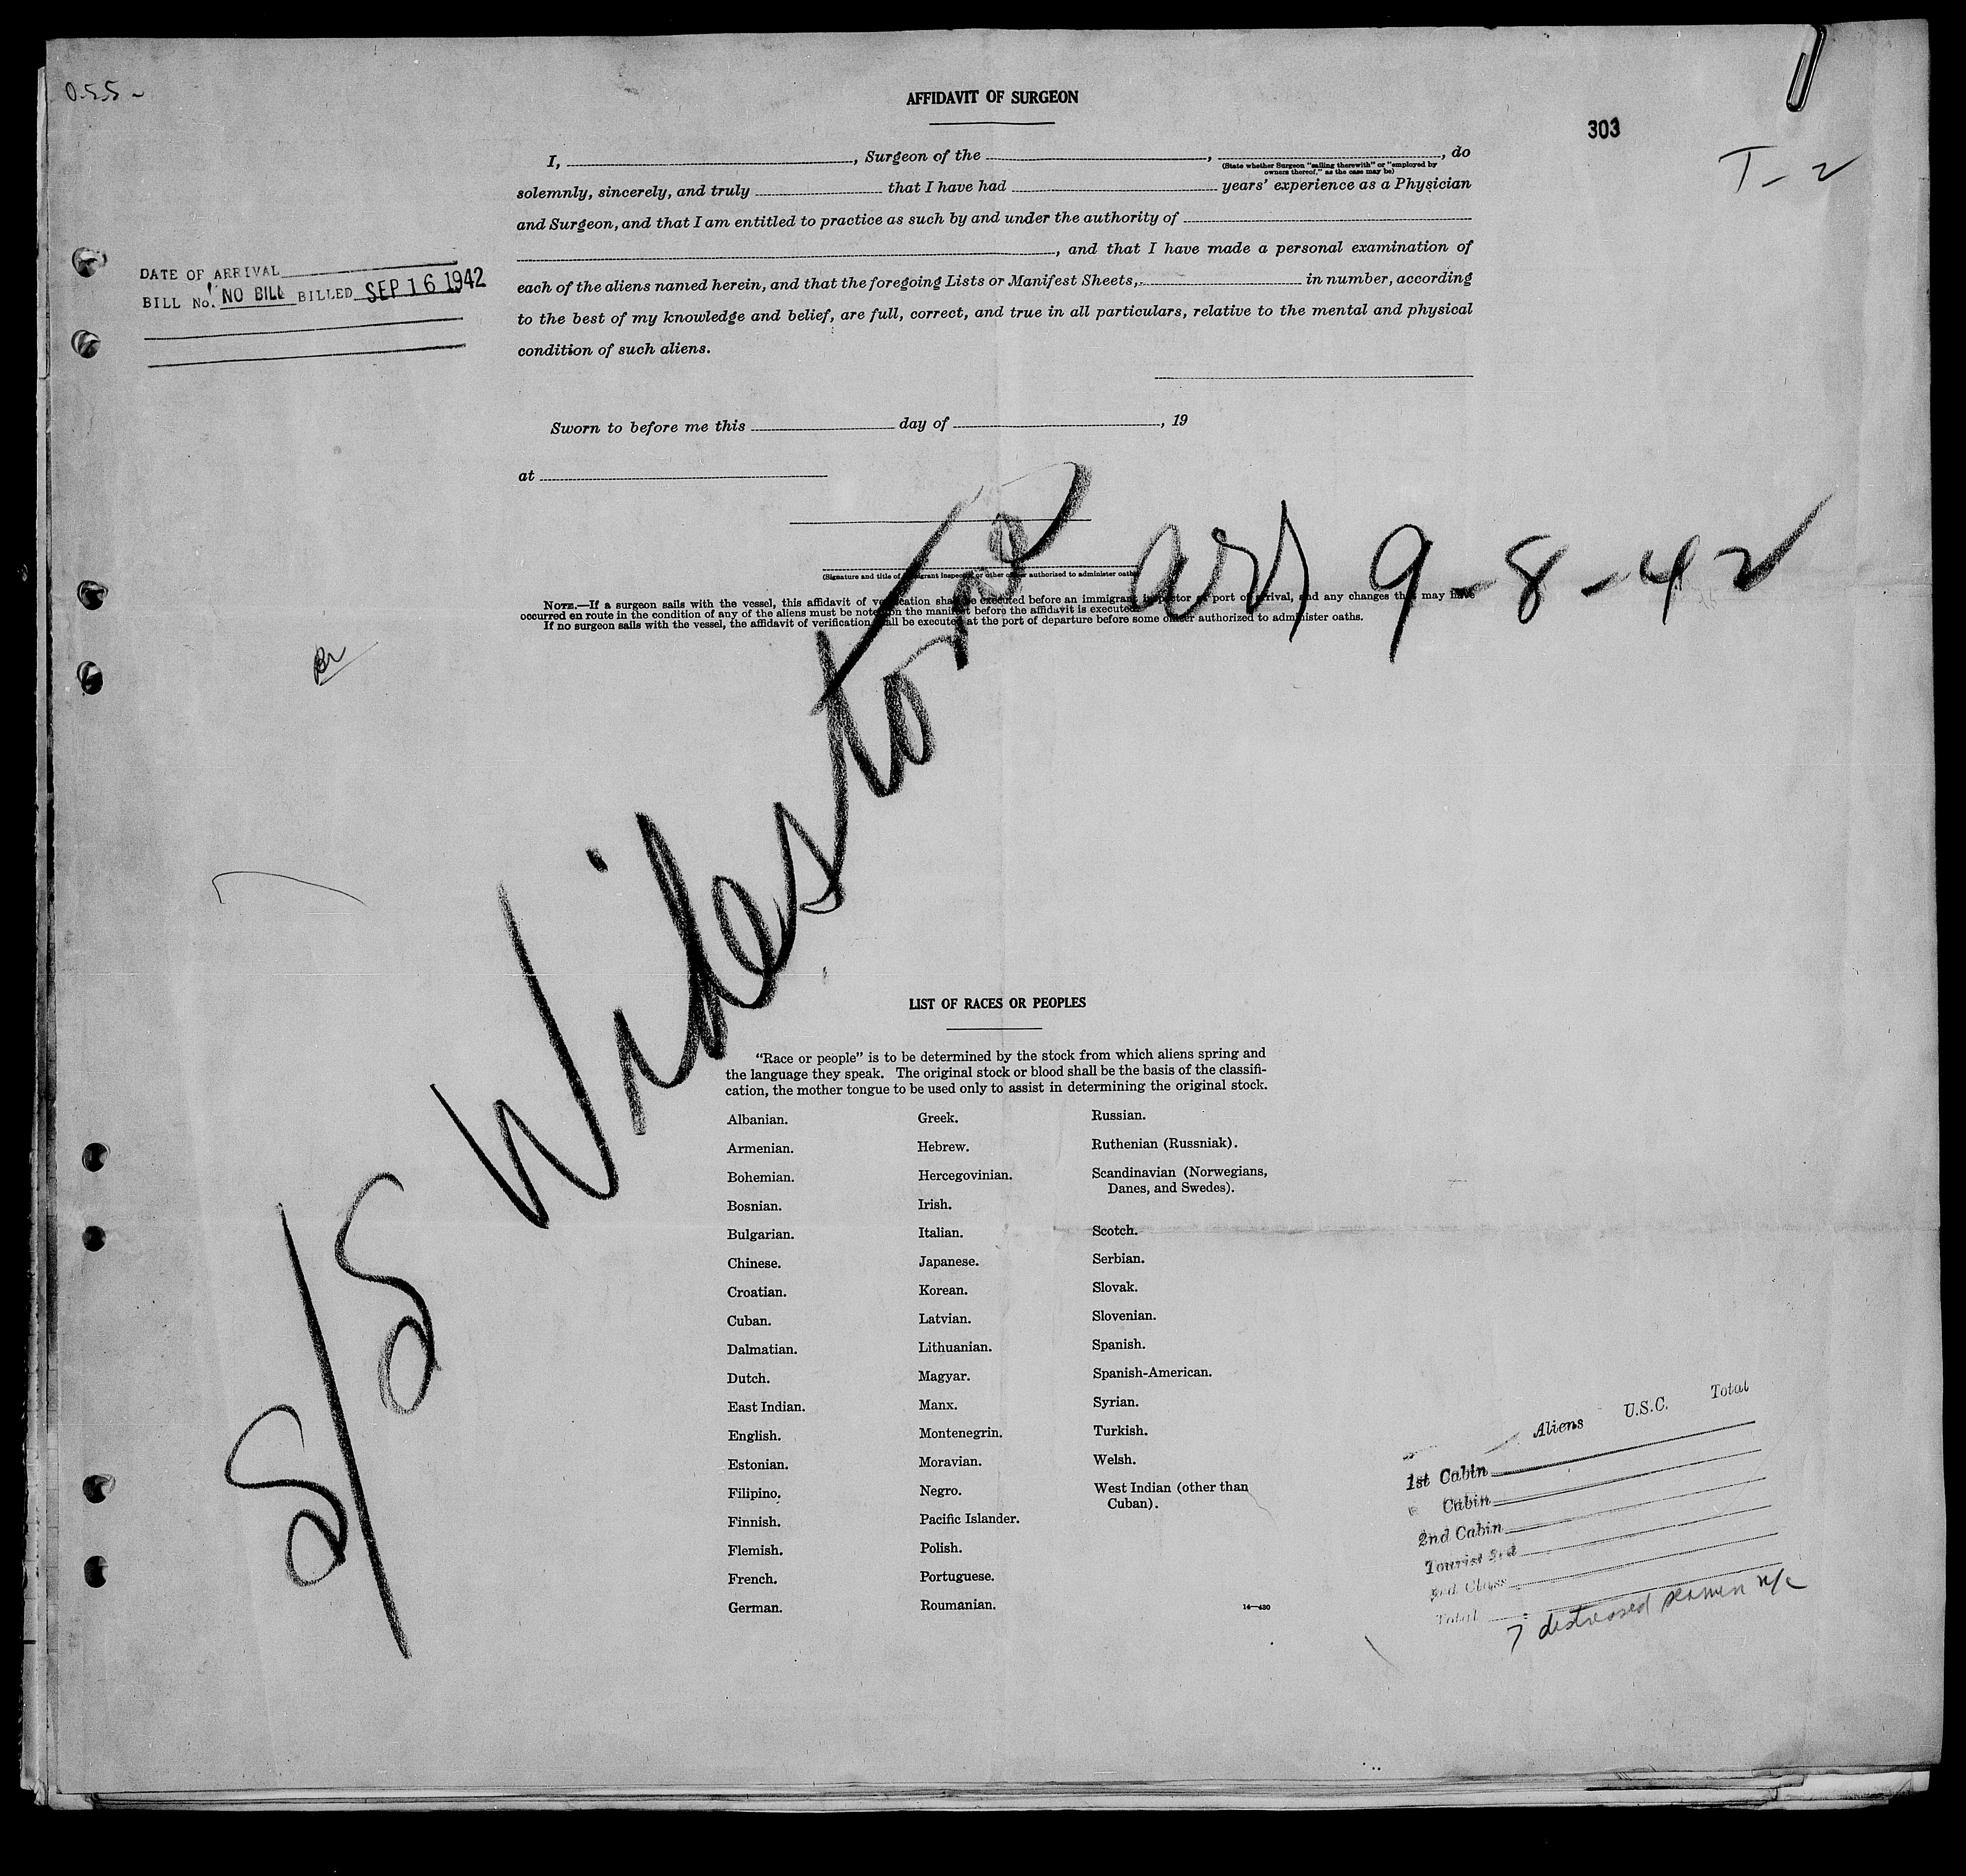 O.S.S -
AFFIDAVIT OF SURGEON
303
T-2
I, , Surgeon of the , , do
(State whether Surgeon "sailing therewith" or "employed by
owners thereof," as the case may be)
solemnly, sincerely, and truly that I have had years' experience as a Physician
and Surgeon, and that I am entitled to practice as such by and under the authority of
, and that I have made a personal examination of
each of the aliens named herein, and that the foregoing Lists or Manifest Sheets, in number, according
to the best of my knowledge and belief, are full, correct, and true in all particulars, relative to the mental and physical
condition of such aliens.
DATE OF ARRIVAL
BILL No. NO BILL BILLED SEP 16 1942
Sworn to before me this day of , 19
at
(Signature and title of immigrant inspector or other officer authorized to administer oaths)
NOTE.—If a surgeon sails with the vessel, this affidavit of verification shall be executed before an immigrant inspector at port of arrival, and any changes that may have
occurred en route in the condition of any of the aliens must be noted on the manifest before the affidavit is executed.
If no surgeon sails with the vessel, the affidavit of verification shall be executed at the port of departure before some officer authorized to administer oaths.
S/S Wilestone arr 9-8-42
LIST OF RACES OR PEOPLES
"Race or people" is to be determined by the stock from which aliens spring and
the language they speak. The original stock or blood shall be the basis of the classifi-
cation, the mother tongue to be used only to assist in determining the original stock.
Albanian.
Armenian.
Bohemian.
Bosnian.
Bulgarian.
Chinese.
Croatian.
Cuban.
Dalmatian.
Dutch.
East Indian.
English.
Estonian.
Filipino.
Finnish.
Flemish.
French.
German.
Greek.
Hebrew.
Hercegovinian.
Irish.
Italian.
Japanese.
Korean.
Latvian.
Lithuanian.
Magyar.
Manx.
Montenegrin.
Moravian.
Negro.
Pacific Islander.
Polish.
Portuguese.
Roumanian.
Russian.
Ruthenian (Russniak).
Scandinavian (Norwegians,
Danes, and Swedes).
Scotch.
Serbian.
Slovak.
Slovenian.
Spanish.
Spanish-American.
Syrian.
Turkish.
Welsh.
West Indian (other than
Cuban).
14—430
Aliens U.S.C. Total
1st Cabin
Cabin
2nd Cabin
Tourist 3rd
3rd Class
Total
7 distressed seamen n/c